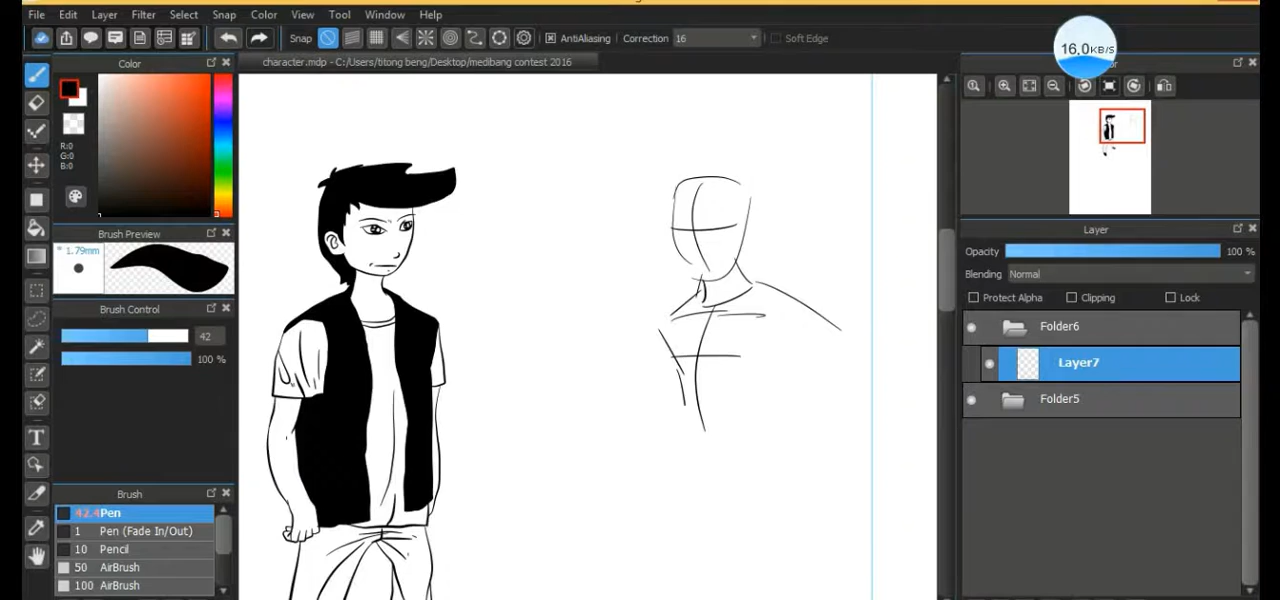 File Edit Layer Filter Select Snap Color View Tool Window Help
Snap AntiAliasing Correction 16 Soft Edge
16.0KB/S
Color
character.mdp - C:/Users/titong beng/Desktop/medibang contest 2016
R:0
G:0
B:0
Brush Preview
* 1.79mm
Brush Control
42
100 %
Brush
42.4 Pen
1 Pen (Fade In/Out)
10 Pencil
50 AirBrush
100 AirBrush
Layer
Opacity 100 %
Blending Normal
Protect Alpha Clipping Lock
Folder6
Layer7
Folder5